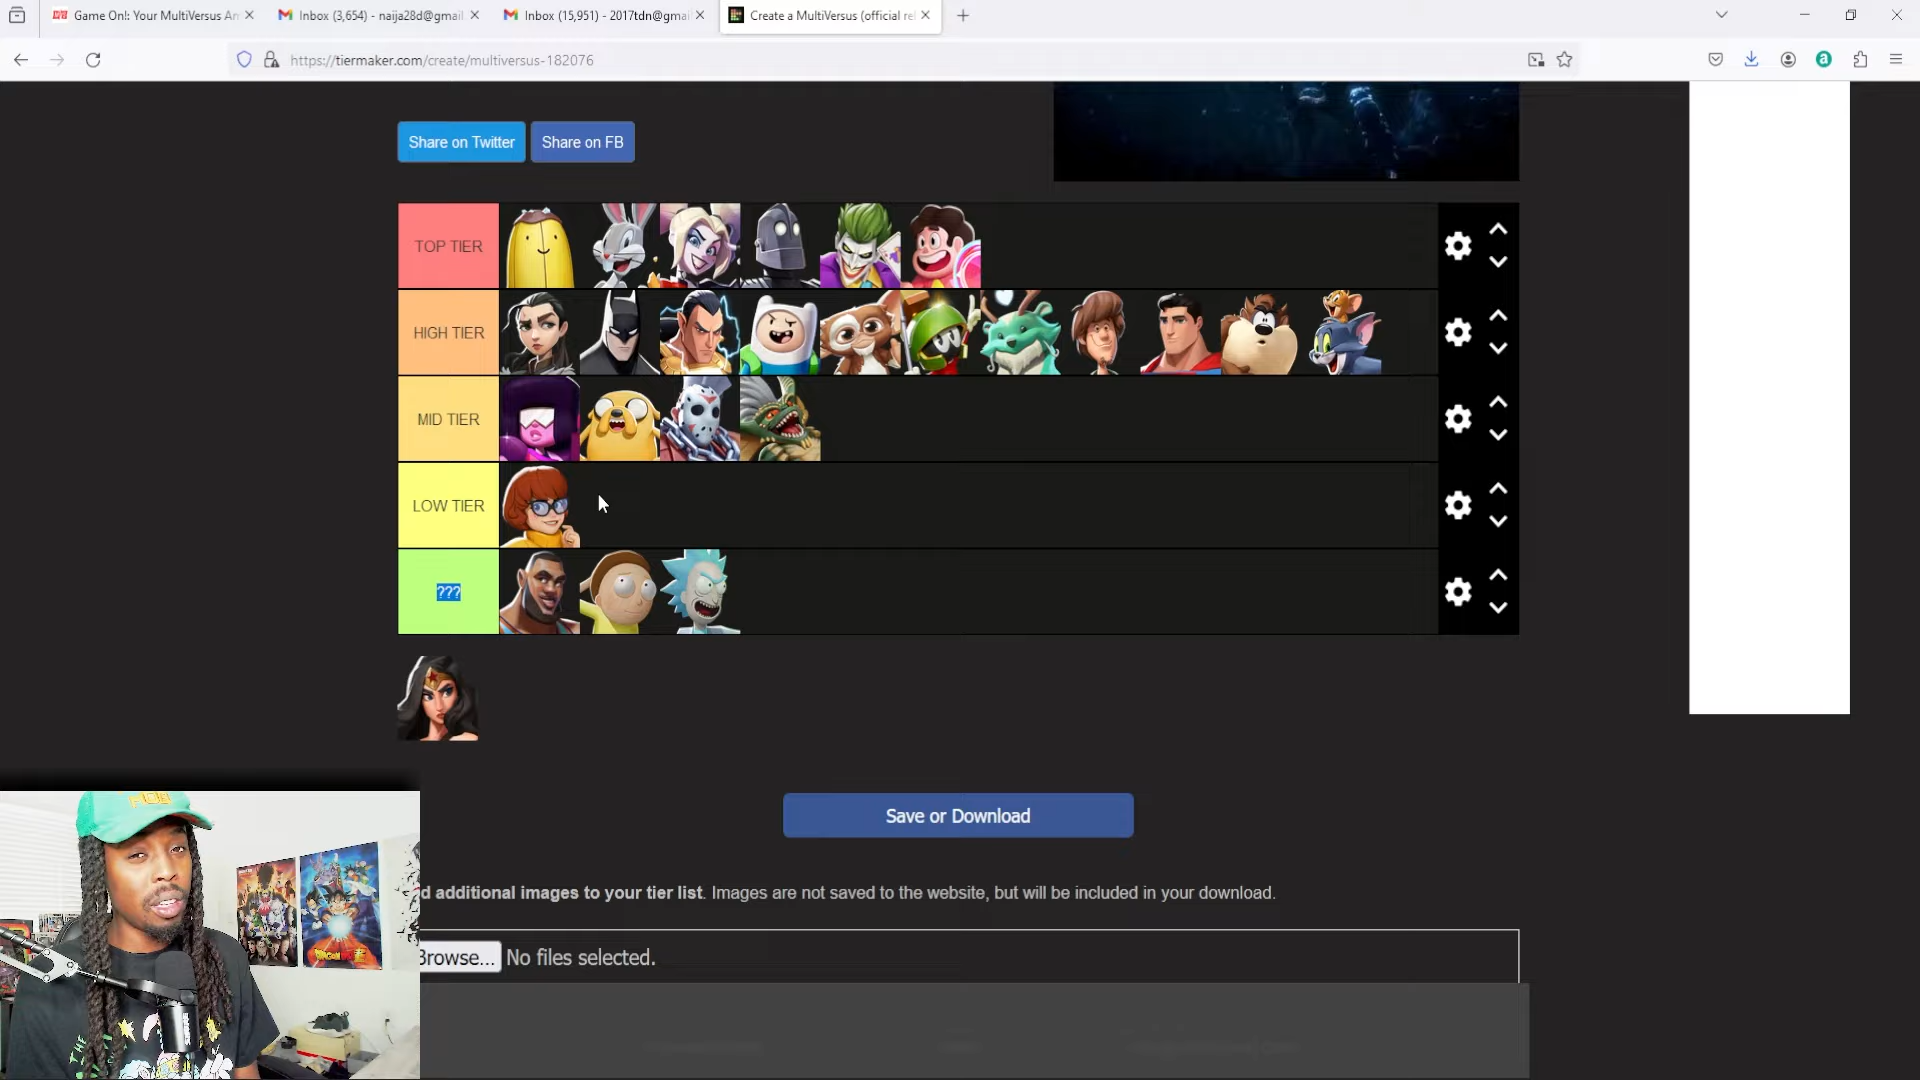 Game On!: Your MultiVersus An
Inbox (3,654) - naija28d@gmail
Inbox (15,951) - 2017tdn@gmai
Create a MultiVersus (official rel
https://tiermaker.com/create/multiversus-182076
Share on Twitter
Share on FB
TOP TIER
HIGH TIER
MID TIER
LOW TIER
???
Save or Download
d additional images to your tier list. Images are not saved to the website, but will be included in your download.
Browse...
No files selected.